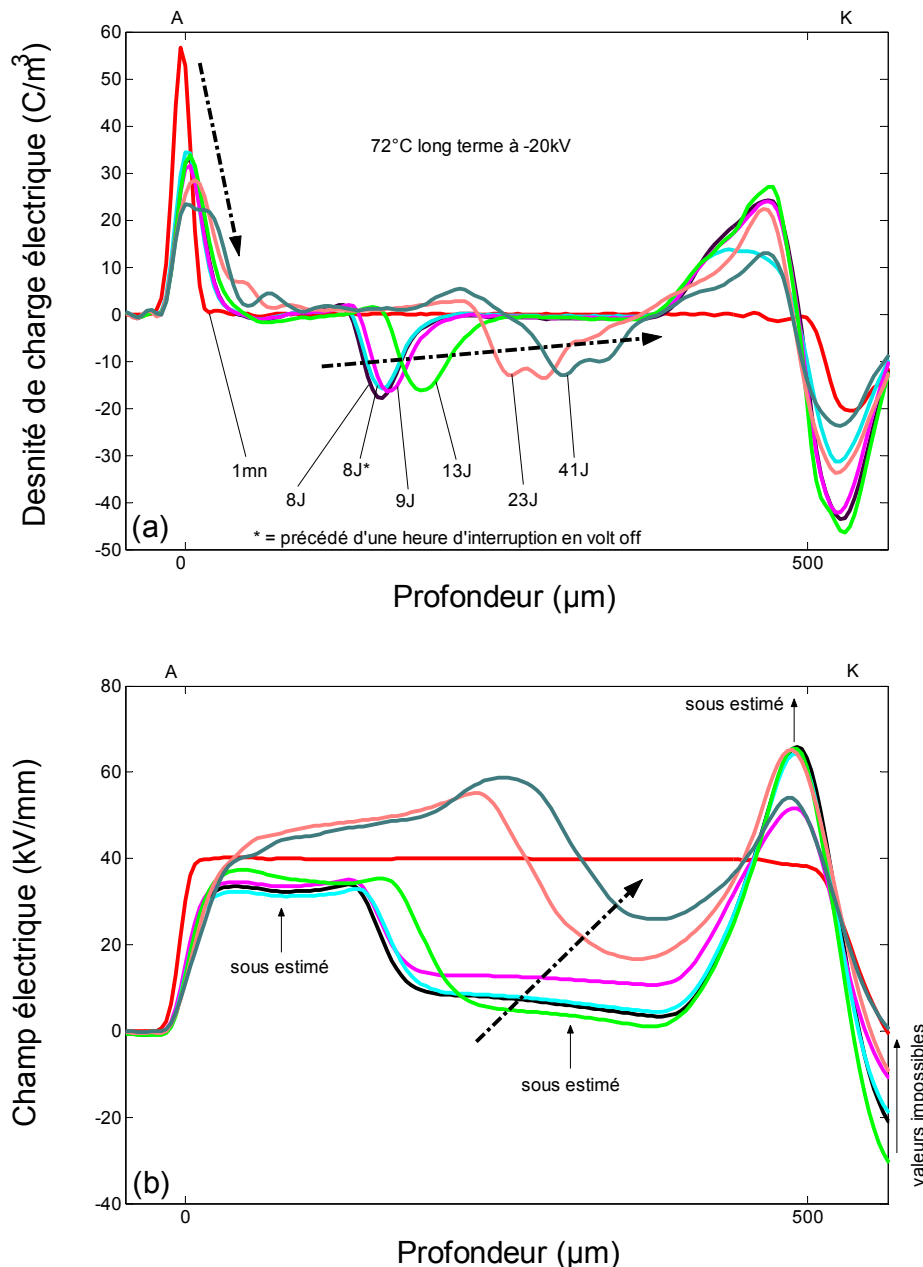 A
K
60
50
40
30
20
10
0
-10
-20
-30
-40
-50
Desnité de charge électrique (C/m³)
72°C long terme à -20kV
1mn
8J
8J*
9J
13J
23J
41J
(a)
* = précédé d'une heure d'interruption en volt off
0
500
Profondeur (µm)
A
K
80
60
40
20
0
-20
-40
Champ électrique (kV/mm)
sous estimé
sous estimé
sous estimé
valeurs impossibles
(b)
0
500
Profondeur (µm)